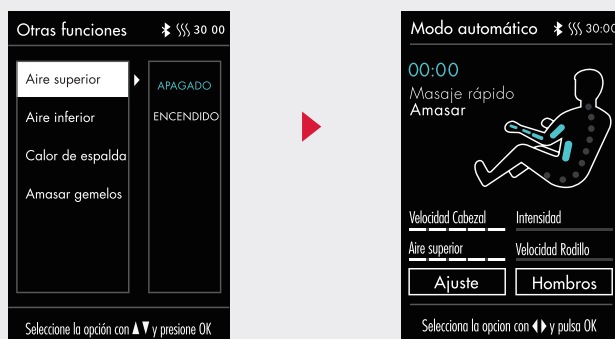 Otras funciones 30 00
Aire superior
APAGADO
Aire inferior
ENCENDIDO
Calor de espalda
Amasar gemelos
Seleccione la opción con ▲▼ y presione OK
Modo automático 30:00
00:00
Masaje rápido
Amasar
Velocidad Cabezal Intensidad
Aire superior Velocidad Rodillo
Ajuste Hombros
Selecciona la opcion con ◀▶ y pulsa OK